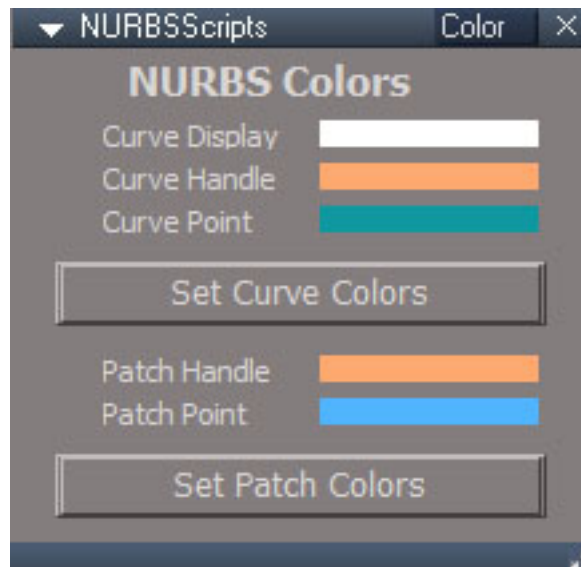 NURBSScripts Color
NURBS Colors
Curve Display
Curve Handle
Curve Point
Set Curve Colors
Patch Handle
Patch Point
Set Patch Colors